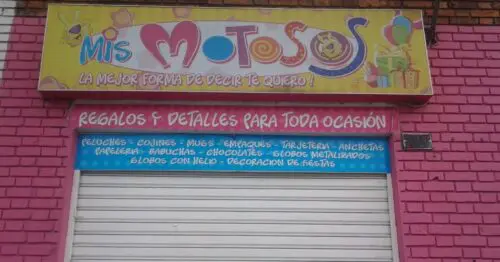 MIS MOTOSOS
LA MEJOR FORMA DE DECIR TE QUIERO!
REGALOS Y DETALLES PARA TODA OCASIÓN
PELUCHES - COJINES - MUGS - EMPAQUES - TARJETERIA - ANCHETAS
PAPELERIA - BABUCHAS - CHOCOLATES - GLOBOS METALIZADOS
GLOBOS CON HELIO - DECORACION DE FIESTAS